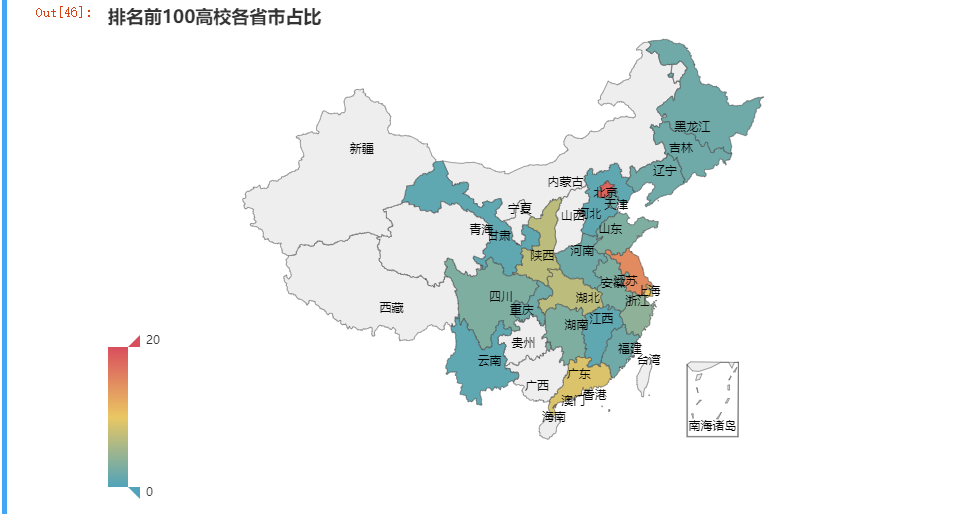 Out[46]:
排名前100高校各省市占比
黑龙江
吉林
新疆
辽宁
内蒙古
北京
天津
宁夏
山西
河北
青海
甘肃
山东
河南
陕西
安徽
江苏
上海
四川
湖北
浙江
西藏
重庆
湖南
江西
贵州
福建
云南
台湾
广东
广西
香港
澳门
海南
南海诸岛
20
0